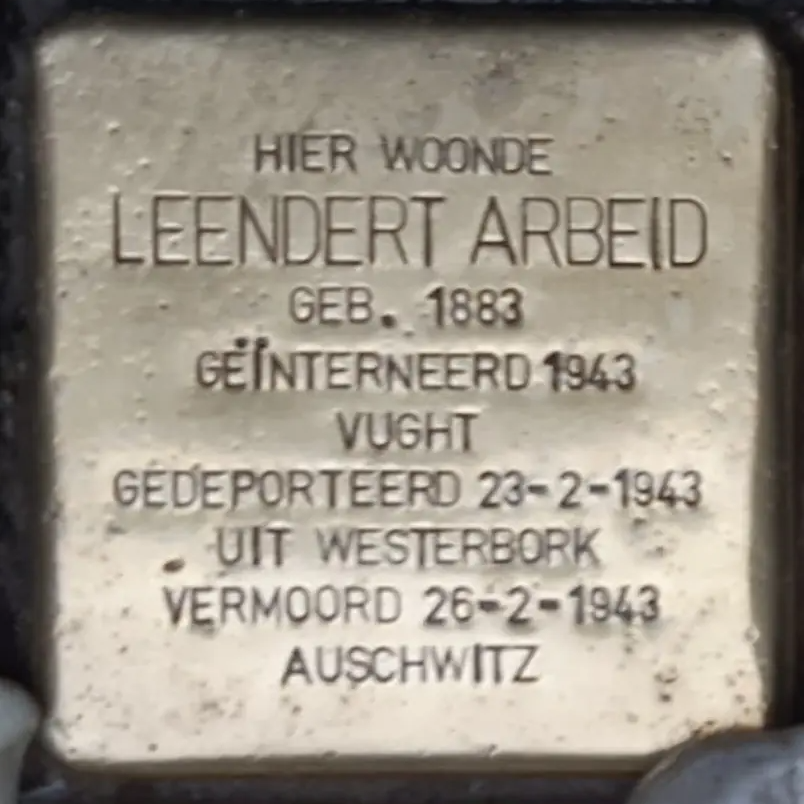 HIER WOONDE
LEENDERT ARBEID
GEB. 1883
GEÏNTERNEERD 1943
VUGHT
GEDEPORTEERD 23-2-1943
UIT WESTERBORK
VERMOORD 26-2-1943
AUSCHWITZ